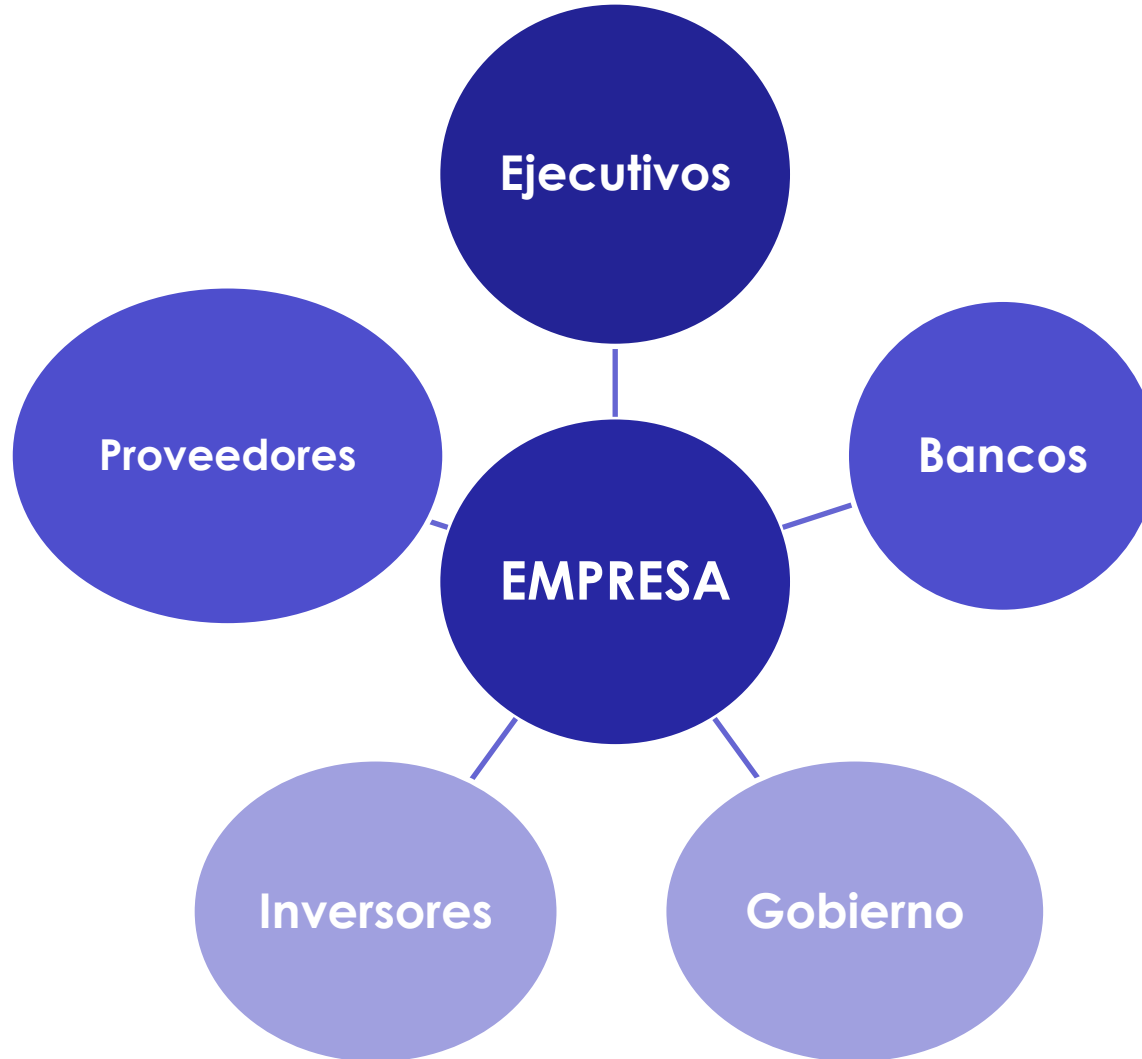 Ejecutivos
Proveedores
Bancos
EMPRESA
Inversores
Gobierno